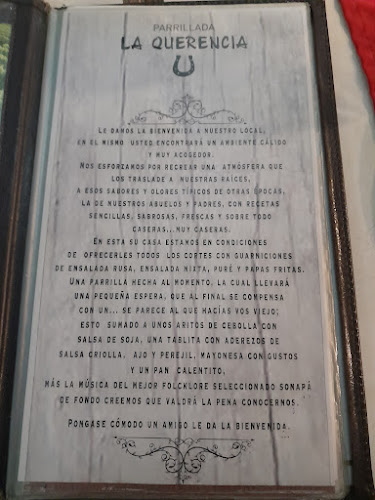 PARRILLADA
LA QUERENCIA
LE DAMOS LA BIENVENIDA A NUESTRO LOCAL,
EN EL MISMO USTED ENCONTRARÁ UN AMBIENTE CÁLIDO
Y MUY ACOGEDOR.
NOS ESFORZAMOS POR RECREAR UNA ATMÓSFERA QUE
LOS TRASLADE A NUESTRAS RAÍCES,
A ESOS SABORES Y OLORES TÍPICOS DE OTRAS ÉPOCAS,
LA DE NUESTROS ABUELOS Y PADRES, CON RECETAS
SENCILLAS, SABROSAS, FRESCAS Y SOBRE TODO
CASERAS... MUY CASERAS.
EN ESTA SU CASA ESTAMOS EN CONDICIONES
DE OFRECERLES TODOS LOS CORTES CON GUARNICIONES
DE ENSALADA RUSA, ENSALADA MIXTA, PURÉ Y PAPAS FRITAS.
UNA PARRILLA HECHA AL MOMENTO, LA CUAL LLEVARÁ
UNA PEQUEÑA ESPERA, QUE AL FINAL SE COMPENSA
CON UN... SE PARECE AL QUE HACÍAS VOS VIEJO;
ESTO SUMADO A UNOS ARITOS DE CEBOLLA CON
SALSA DE SOJA, UNA TABLITA CON ADEREZOS DE
SALSA CRIOLLA, AJO Y PEREJIL, MAYONESA CON GUSTOS
Y UN PAN CALENTITO,
MÁS LA MÚSICA DEL MEJOR FOLCKLORE SELECCIONADO SONAPÁ
DE FONDO CREEMOS QUE VALDRÁ LA PENA CONOCERNOS.
PONGASE CÓMODO UN AMIGO LE DA LA BIENVENIDA.